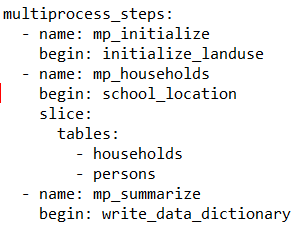 multiprocess_steps:
  - name: mp_initialize
    begin: initialize_landuse
  - name: mp_households
    begin: school_location
    slice:
      tables:
        - households
        - persons
  - name: mp_summarize
    begin: write_data_dictionary